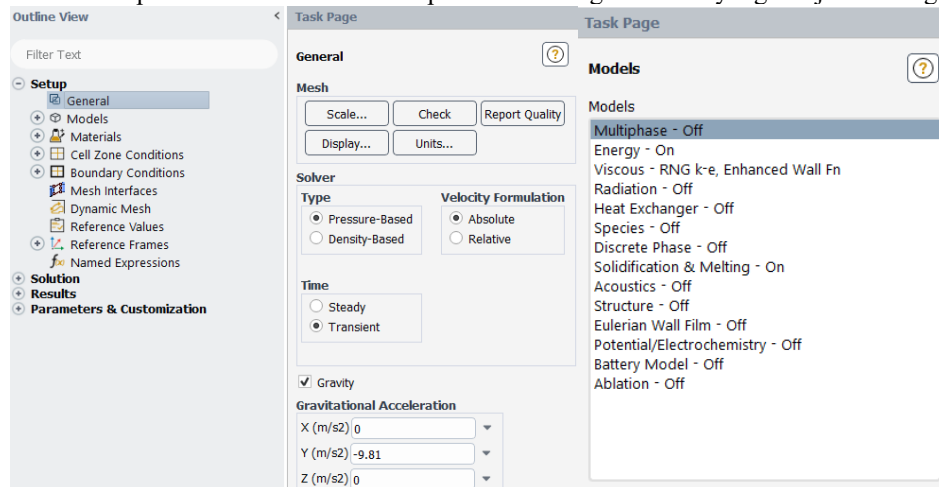 Outline View <
Filter Text
Setup
General
Models
Materials
Cell Zone Conditions
Boundary Conditions
Mesh Interfaces
Dynamic Mesh
Reference Values
Reference Frames
Named Expressions
Solution
Results
Parameters & Customization
Task Page
General ?
Mesh
Scale... Check Report Quality
Display... Units...
Solver
Type Velocity Formulation
Pressure-Based Absolute
Density-Based Relative
Time
Steady
Transient
Gravity
Gravitational Acceleration
X (m/s2) 0
Y (m/s2) -9.81
Z (m/s2) 0
Task Page
Models ?
Models
Multiphase - Off
Energy - On
Viscous - RNG k-e, Enhanced Wall Fn
Radiation - Off
Heat Exchanger - Off
Species - Off
Discrete Phase - Off
Solidification & Melting - On
Acoustics - Off
Structure - Off
Eulerian Wall Film - Off
Potential/Electrochemistry - Off
Battery Model - Off
Ablation - Off